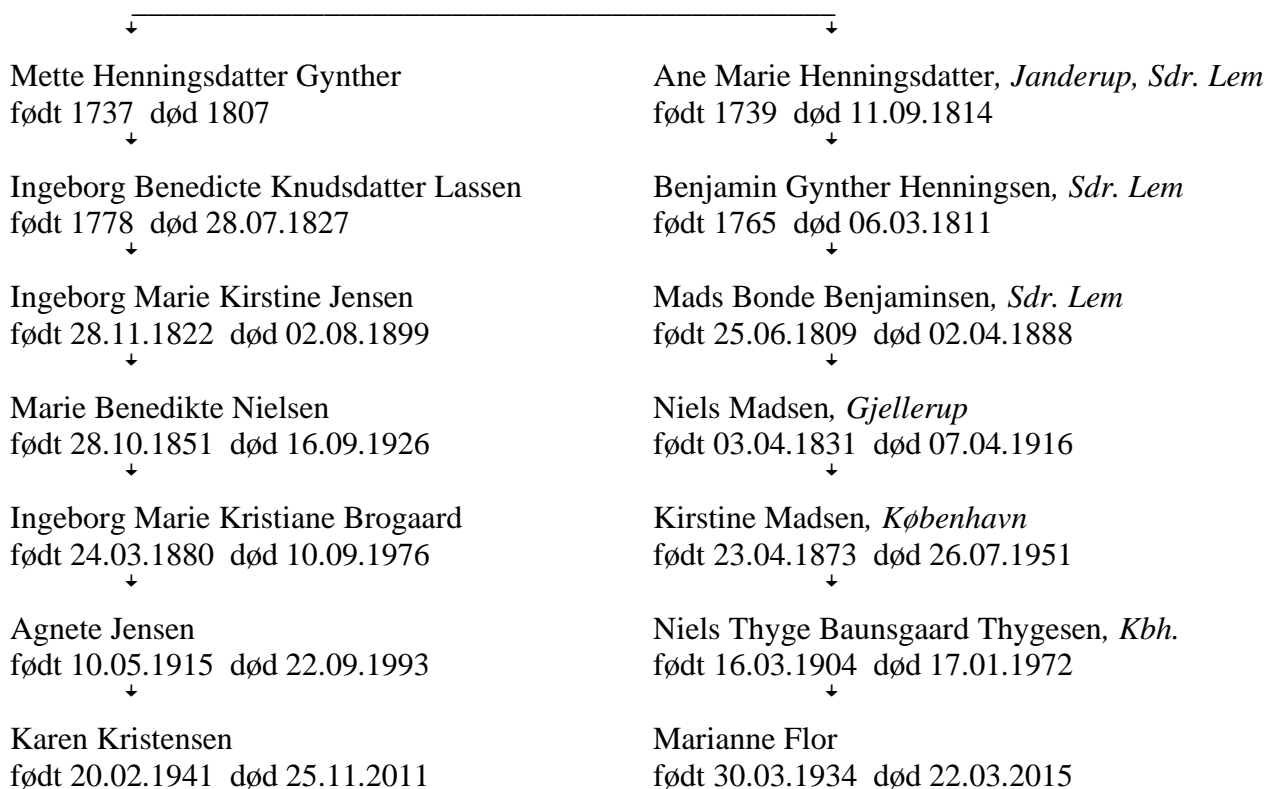 Mette Henningsdatter Gynther
født 1737 død 1807
Ane Marie Henningsdatter, Janderup, Sdr. Lem
født 1739 død 11.09.1814
Ingeborg Benedicte Knudsdatter Lassen
født 1778 død 28.07.1827
Benjamin Gynther Henningsen, Sdr. Lem
født 1765 død 06.03.1811
Ingeborg Marie Kirstine Jensen
født 28.11.1822 død 02.08.1899
Mads Bonde Benjaminsen, Sdr. Lem
født 25.06.1809 død 02.04.1888
Marie Benedikte Nielsen
født 28.10.1851 død 16.09.1926
Niels Madsen, Gjellerup
født 03.04.1831 død 07.04.1916
Ingeborg Marie Kristiane Brogaard
født 24.03.1880 død 10.09.1976
Kirstine Madsen, København
født 23.04.1873 død 26.07.1951
Agnete Jensen
født 10.05.1915 død 22.09.1993
Niels Thyge Baunsgaard Thygesen, Kbh.
født 16.03.1904 død 17.01.1972
Karen Kristensen
født 20.02.1941 død 25.11.2011
Marianne Flor
født 30.03.1934 død 22.03.2015